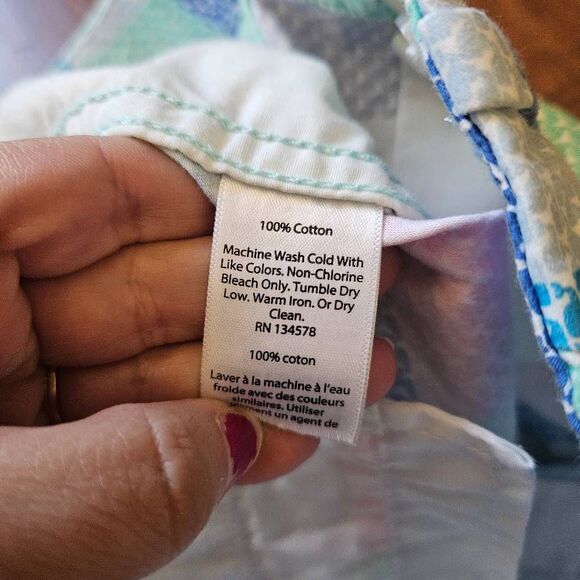 100% Cotton
Machine Wash Cold With
Like Colors. Non-Chlorine
Bleach Only. Tumble Dry
Low. Warm Iron. Or Dry
Clean.
RN 134578
100% coton
Laver à la machine à l'eau
froide avec des couleurs
similaires. Utiliser
un agent de